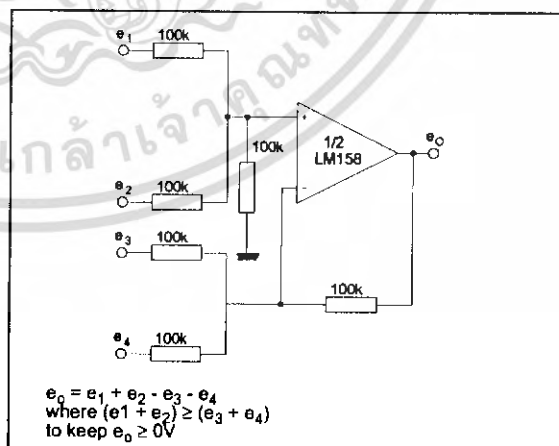 e1
100k
100k
1/2
LM158
+
-
eO
e2
100k
e3
100k
100k
e4
100k
eo = e1 + e2 - e3 - e4
where (e1 + e2) ≥ (e3 + e4)
to keep eo ≥ 0V